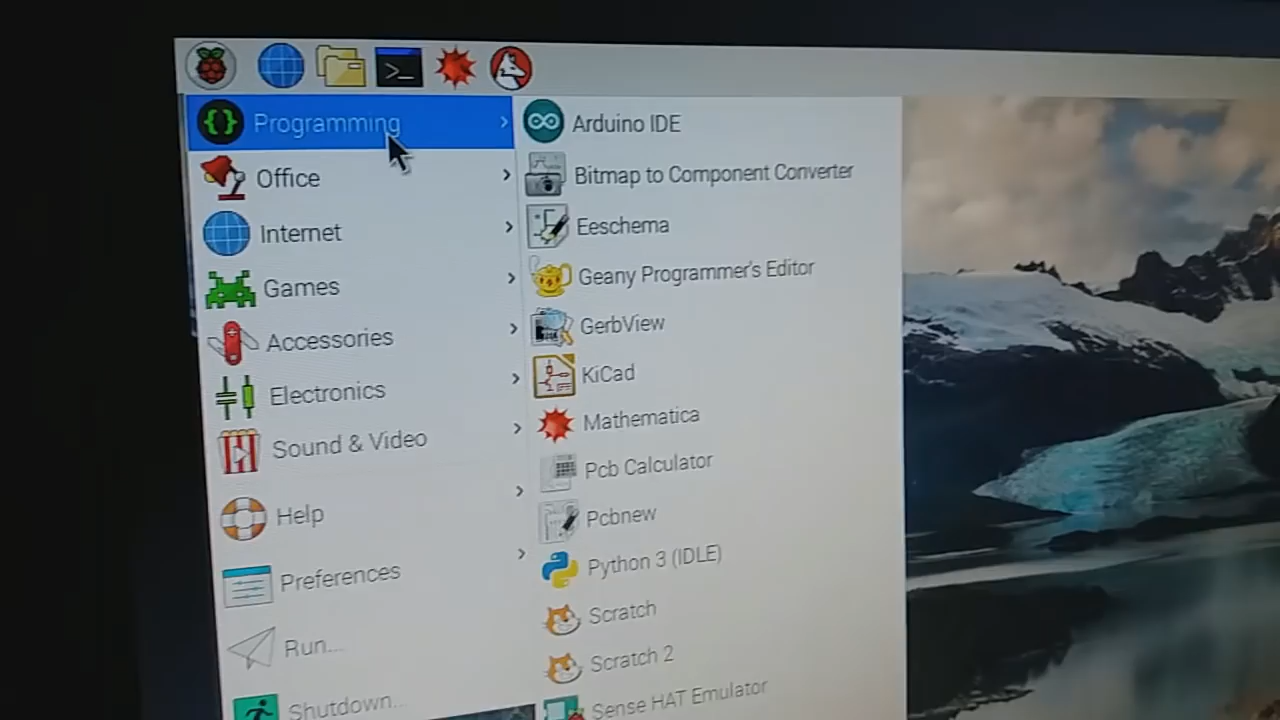 Programming
Office
Internet
Games
Accessories
Electronics
Sound & Video
Help
Preferences
Run...
Shutdown...
Arduino IDE
Bitmap to Component Converter
Eeschema
Geany Programmer's Editor
GerbView
KiCad
Mathematica
Pcb Calculator
Pcbnew
Python 3 (IDLE)
Scratch
Scratch 2
Sense HAT Emulator